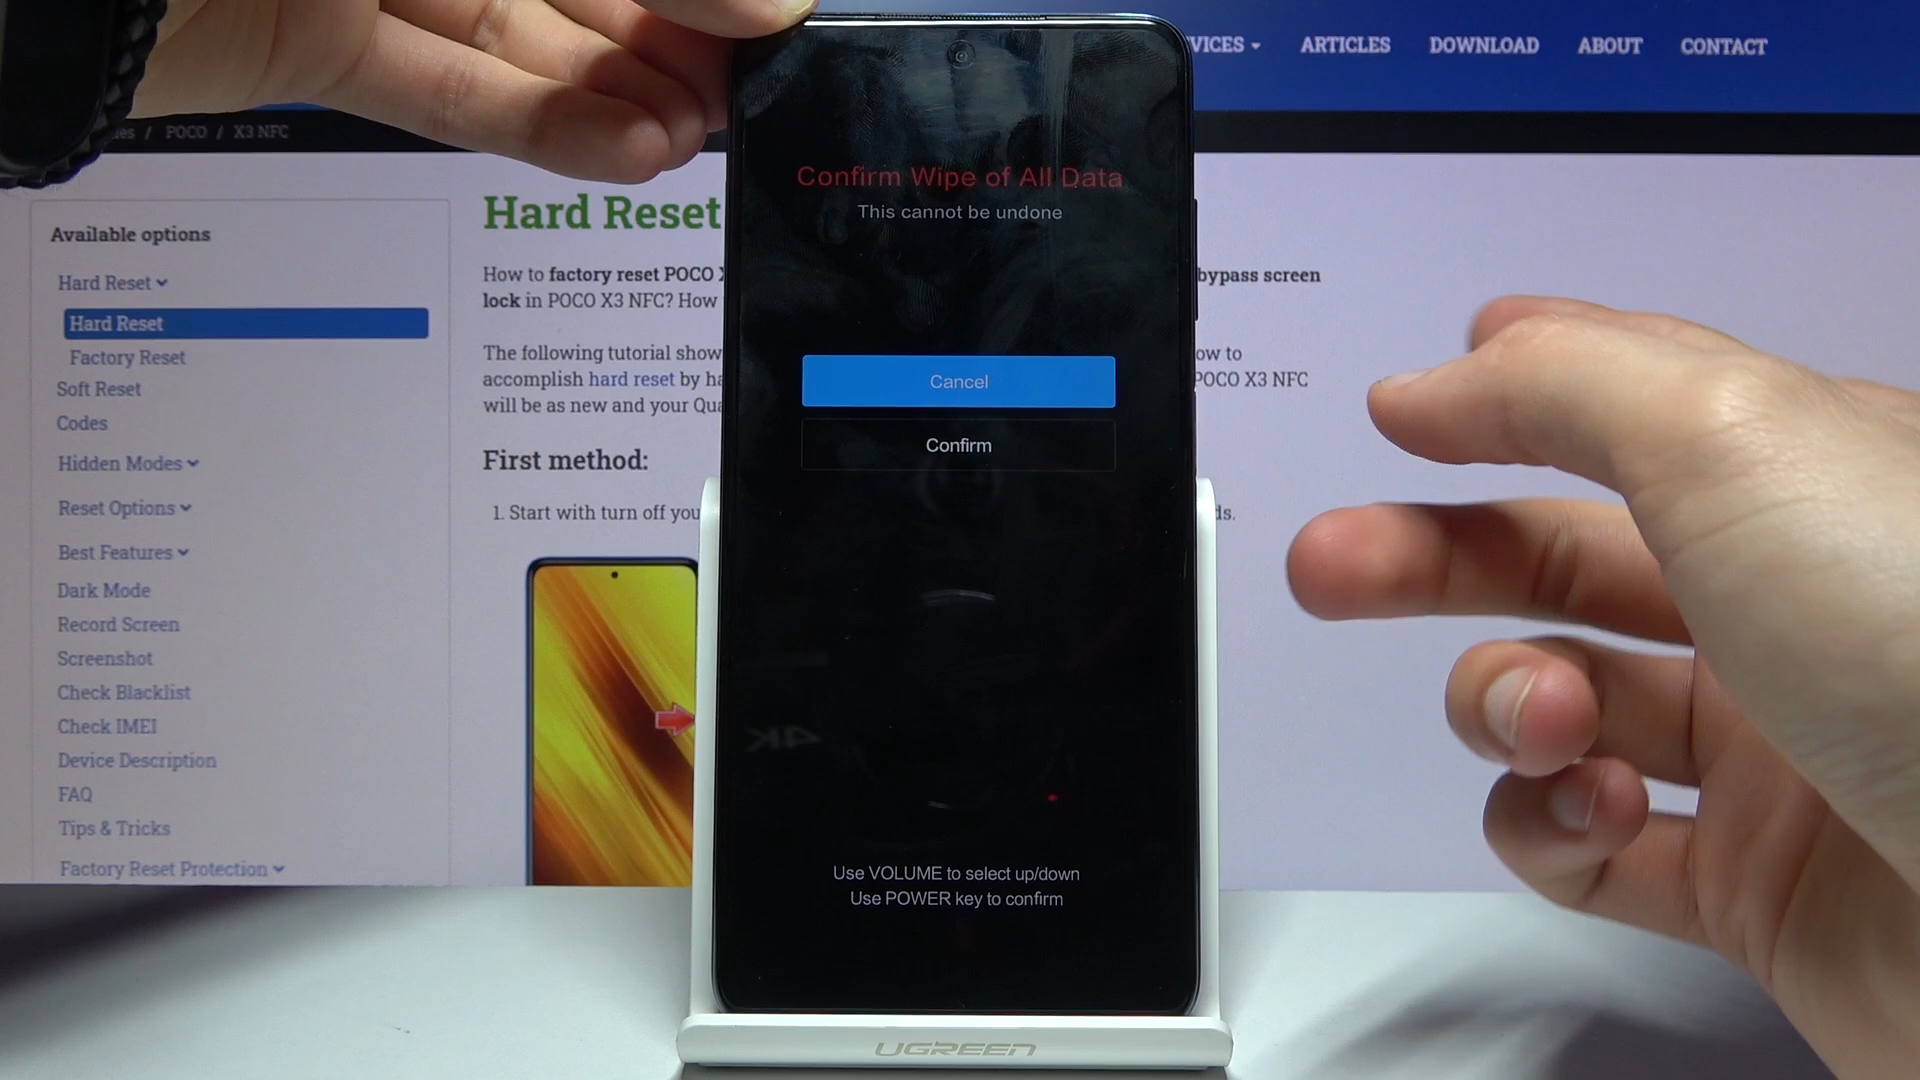 VICES
ARTICLES
DOWNLOAD
ABOUT
CONTACT
/ POCO / X3 NFC
Available options
Hard Reset
Hard Reset
Factory Reset
Soft Reset
Codes
Hidden Modes
Reset Options
Best Features
Dark Mode
Record Screen
Screenshot
Check Blacklist
Check IMEI
Device Description
FAQ
Tips & Tricks
Factory Reset Protection
Hard Reset
How to factory reset POCO X bypass screen
lock in POCO X3 NFC? How
The following tutorial show ow to
accomplish hard reset by ha POCO X3 NFC
will be as new and your Qua
First method:
1. Start with turn off you ds.
Confirm Wipe of All Data
This cannot be undone
Cancel
Confirm
4K
Use VOLUME to select up/down
Use POWER key to confirm
UGREEN